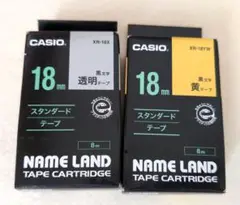 CASIO
XR-18X
18mm
黒文字
透明テープ
スタンダード
テープ
8m
NAME LAND
TAPE CARTRIDGE
CASIO
XR-18YW
18mm
黒文字
黄テープ
スタンダード
テープ
8m
NAME LAND
TAPE CARTRIDGE